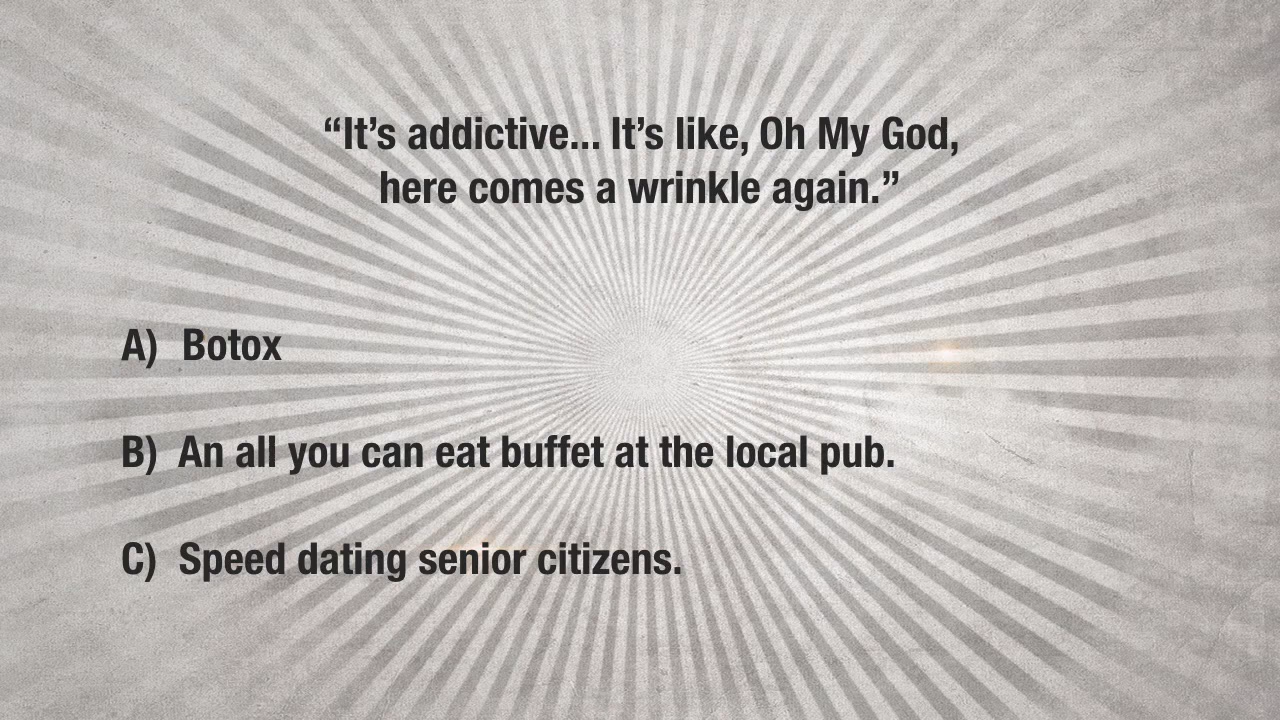 “It’s addictive... It’s like, Oh My God,
here comes a wrinkle again.”
A) Botox
B) An all you can eat buffet at the local pub.
C) Speed dating senior citizens.